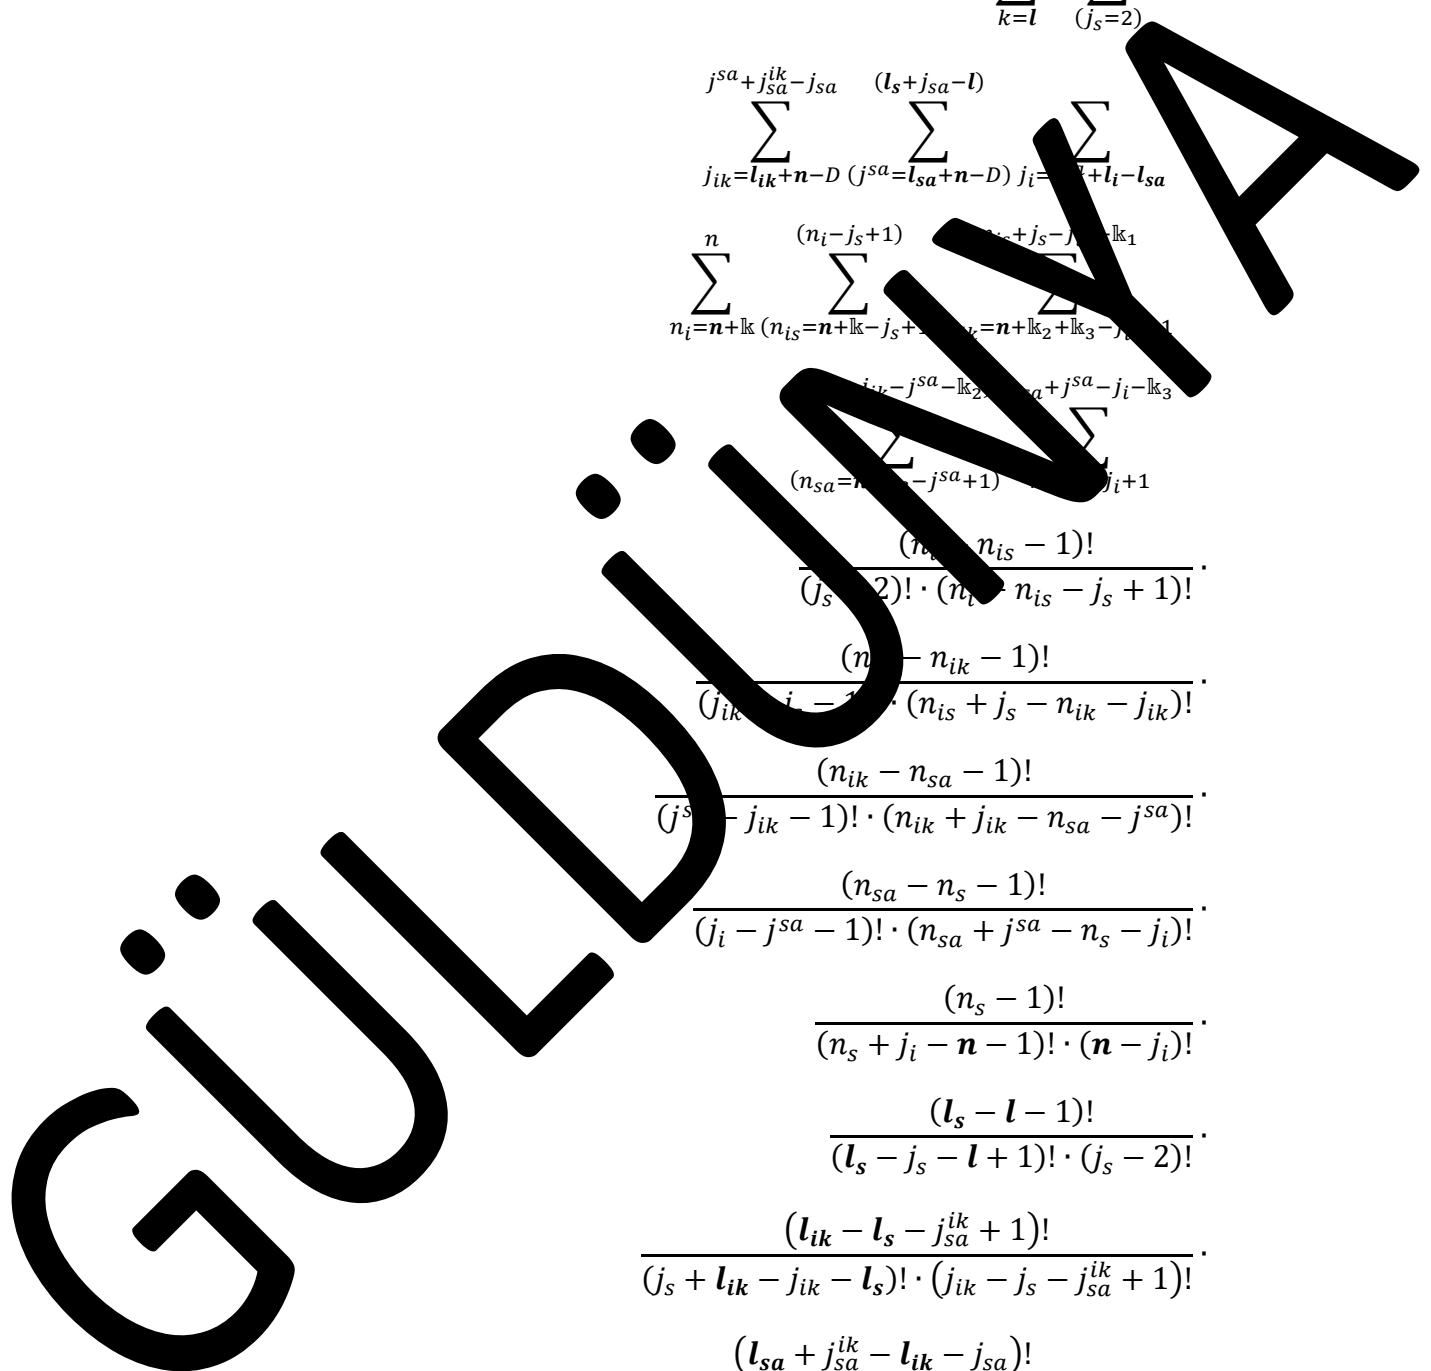 k=l (j_s=2)
j^{sa}+j_{sa}^{ik}−j_{sa} (l_s+j_{sa}−l)
∑ ∑ ∑
j_{ik}=l_{ik}+n−D (j^{sa}=l_{sa}+n−D) j_i= +l_i−l_{sa}
n (n_i−j_s+1) +j_s− 𝕜_1
∑ ∑ ∑
n_i=n+𝕜 (n_{is}=n+𝕜−j_s+ =n+𝕜_2+𝕜_3−j 1
−j^{sa}−𝕜_2 +j^{sa}−j_i−𝕜_3
∑ ∑
(n_{sa}= −j^{sa}+1) j_i+1
(n n_{is} − 1)!
(j_s 2)! · (n_i − n_{is} − j_s + 1)! ·
(n − n_{ik} − 1)!
(j_{ik} − 1 · (n_{is} + j_s − n_{ik} − j_{ik})! ·
(n_{ik} − n_{sa} − 1)!
(j^{sa} − j_{ik} − 1)! · (n_{ik} + j_{ik} − n_{sa} − j^{sa})! ·
(n_{sa} − n_s − 1)!
(j_i − j^{sa} − 1)! · (n_{sa} + j^{sa} − n_s − j_i)! ·
(n_s − 1)!
(n_s + j_i − n − 1)! · (n − j_i)! ·
(l_s − l − 1)!
(l_s − j_s − l + 1)! · (j_s − 2)! ·
(l_{ik} − l_s − j_{sa}^{ik} + 1)!
(j_s + l_{ik} − j_{ik} − l_s)! · (j_{ik} − j_s − j_{sa}^{ik} + 1)! ·
(l_{sa} + j_{sa}^{ik} − l_{ik} − j_{sa})!
GÜLDÜNYA